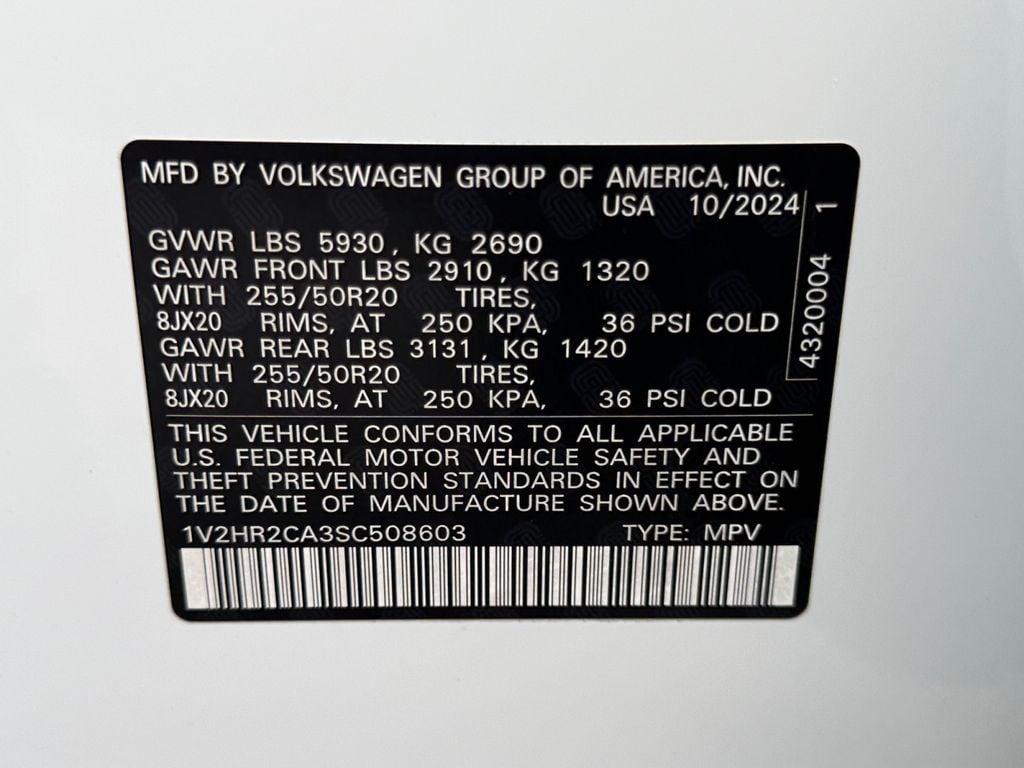 MFD BY VOLKSWAGEN GROUP OF AMERICA, INC.
USA 10/2024
GVWR LBS 5930, KG 2690
GAWR FRONT LBS 2910, KG 1320
WITH 255/50R20 TIRES,
8JX20 RIMS, AT 250 KPA, 36 PSI COLD
GAWR REAR LBS 3131, KG 1420
WITH 255/50R20 TIRES,
8JX20 RIMS, AT 250 KPA, 36 PSI COLD
4320004 1
THIS VEHICLE CONFORMS TO ALL APPLICABLE
U.S. FEDERAL MOTOR VEHICLE SAFETY AND
THEFT PREVENTION STANDARDS IN EFFECT ON
THE DATE OF MANUFACTURE SHOWN ABOVE.
1V2HR2CA3SC508603 TYPE: MPV